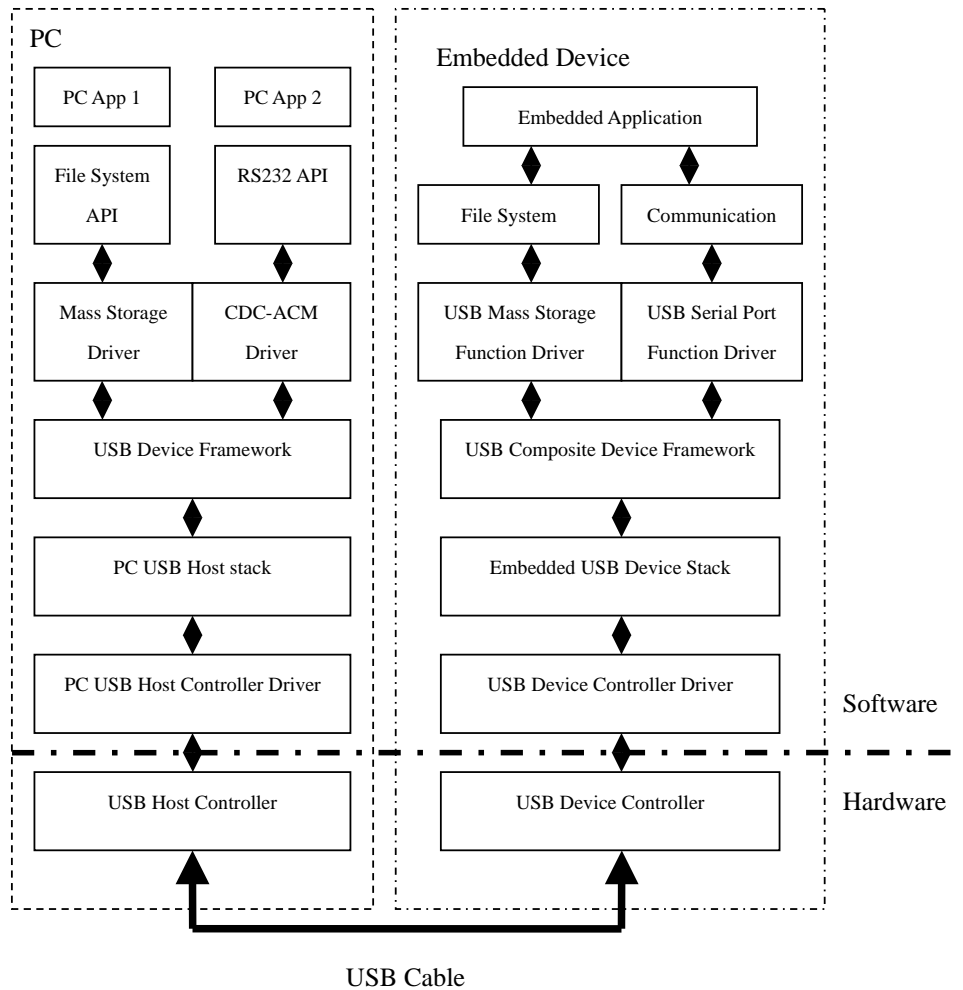 PC
PC App 1
PC App 2
File System
API
RS232 API
Mass Storage
Driver
CDC-ACM
Driver
USB Device Framework
PC USB Host stack
PC USB Host Controller Driver
USB Host Controller
Embedded Device
Embedded Application
File System
Communication
USB Mass Storage
Function Driver
USB Serial Port
Function Driver
USB Composite Device Framework
Embedded USB Device Stack
USB Device Controller Driver
USB Device Controller
Software
Hardware
USB Cable